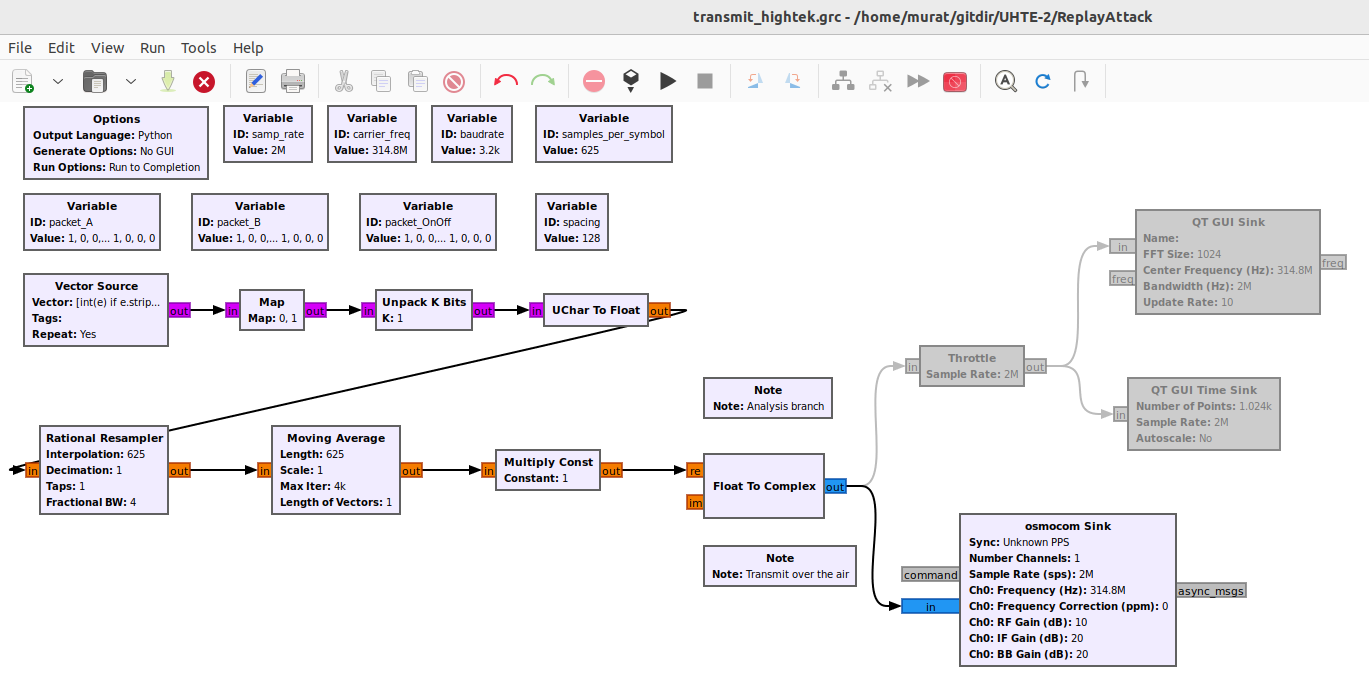 transmit_hightek.grc - /home/murat/gitdir/UHTE-2/ReplayAttack
File Edit View Run Tools Help
Options
Output Language: Python
Generate Options: No GUI
Run Options: Run to Completion
Variable
ID: samp_rate
Value: 2M
Variable
ID: carrier_freq
Value: 314.8M
Variable
ID: baudrate
Value: 3.2k
Variable
ID: samples_per_symbol
Value: 625
Variable
ID: packet_A
Value: 1, 0, 0,... 1, 0, 0, 0
Variable
ID: packet_B
Value: 1, 0, 0,... 1, 0, 0, 0
Variable
ID: packet_OnOff
Value: 1, 0, 0,... 1, 0, 0, 0
Variable
ID: spacing
Value: 128
QT GUI Sink
Name:
FFT Size: 1024
Center Frequency (Hz): 314.8M
Bandwidth (Hz): 2M
Update Rate: 10
in
freq
freq
Vector Source
Vector: [int(e) if e.strip...
Tags:
Repeat: Yes
out
in
Map
Map: 0, 1
out
in
Unpack K Bits
K: 1
out
in
UChar To Float
out
in
Throttle
Sample Rate: 2M
out
QT GUI Time Sink
Number of Points: 1.024k
Sample Rate: 2M
Autoscale: No
in
Note
Note: Analysis branch
in
Rational Resampler
Interpolation: 625
Decimation: 1
Taps: 1
Fractional BW: 4
out
in
Moving Average
Length: 625
Scale: 1
Max Iter: 4k
Length of Vectors: 1
out
in
Multiply Const
Constant: 1
out
re
im
Float To Complex
out
Note
Note: Transmit over the air
osmocom Sink
Sync: Unknown PPS
Number Channels: 1
Sample Rate (sps): 2M
Ch0: Frequency (Hz): 314.8M
Ch0: Frequency Correction (ppm): 0
Ch0: RF Gain (dB): 10
Ch0: IF Gain (dB): 20
Ch0: BB Gain (dB): 20
command
in
async_msgs